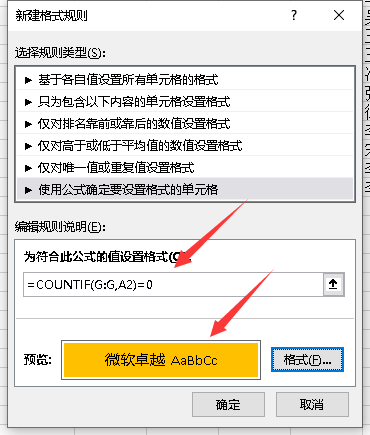 新建格式规则
选择规则类型(S):
► 基于各自值设置所有单元格的格式
► 只为包含以下内容的单元格设置格式
► 仅对排名靠前或靠后的数值设置格式
► 仅对高于或低于平均值的数值设置格式
► 仅对唯一值或重复值设置格式
► 使用公式确定要设置格式的单元格
编辑规则说明(E):
为符合此公式的值设置格式(O):
=COUNTIF(G:G,A2)=0
预览:
微软卓越 AaBbCc
格式(F)...
确定
取消